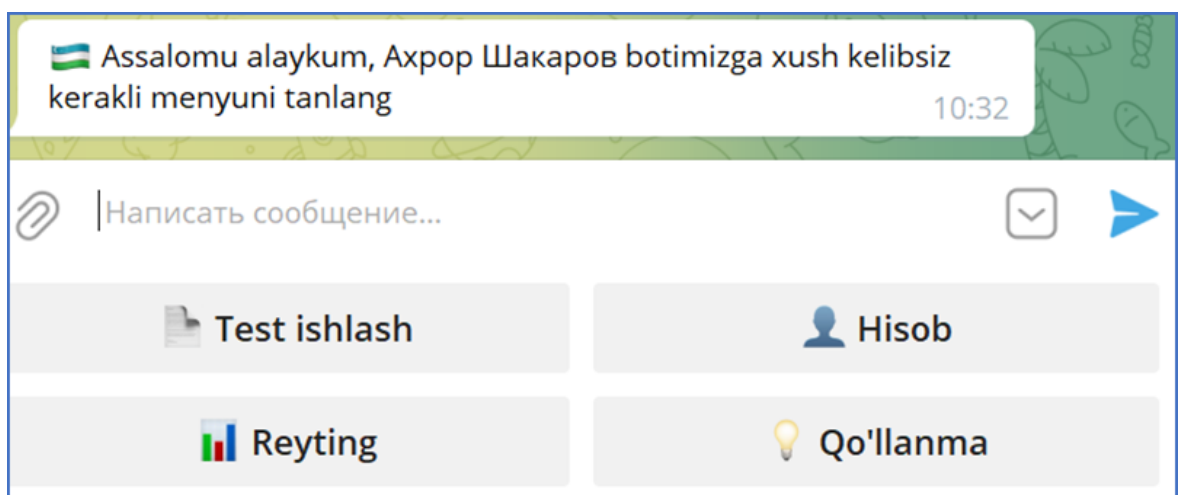 🇺🇿 Assalomu alaykum, Ахрор Шакаров botimizga xush kelibsiz
kerakli menyuni tanlang
10:32
Написать сообщение...
Test ishlash
Hisob
Reyting
Qo'llanma